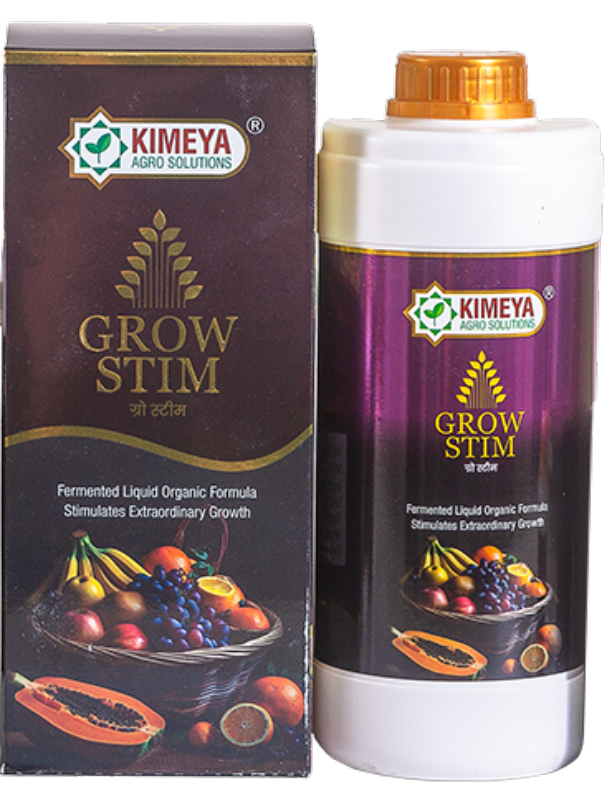 KIMEYA ®
AGRO SOLUTIONS
GROW
STIM
ग्रो स्टीम
Fermented Liquid Organic Formula
Stimulates Extraordinary Growth
KIMEYA ®
AGRO SOLUTIONS
GROW
STIM
ग्रो स्टीम
Fermented Liquid Organic Formula
Stimulates Extraordinary Growth